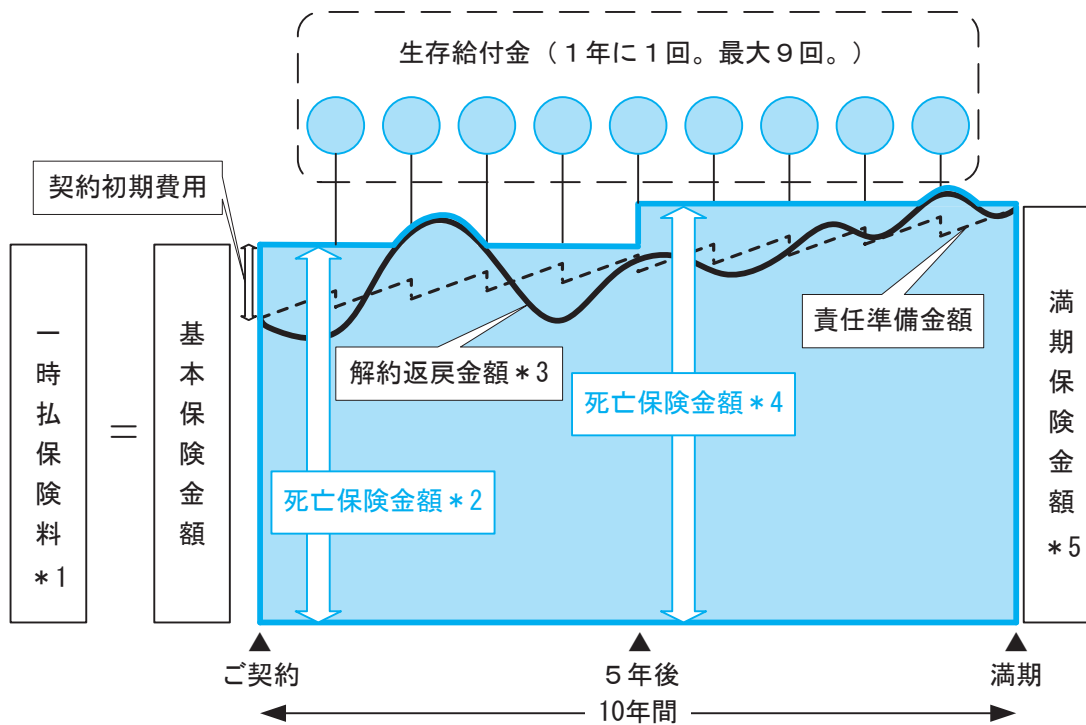 生存給付金（１年に１回。最大９回。）
契約初期費用
一時払保険料＊1
＝
基本保険金額
解約返戻金額＊3
責任準備金額
死亡保険金額＊4
死亡保険金額＊2
満期保険金額＊5
ご契約
５年後
満期
10年間